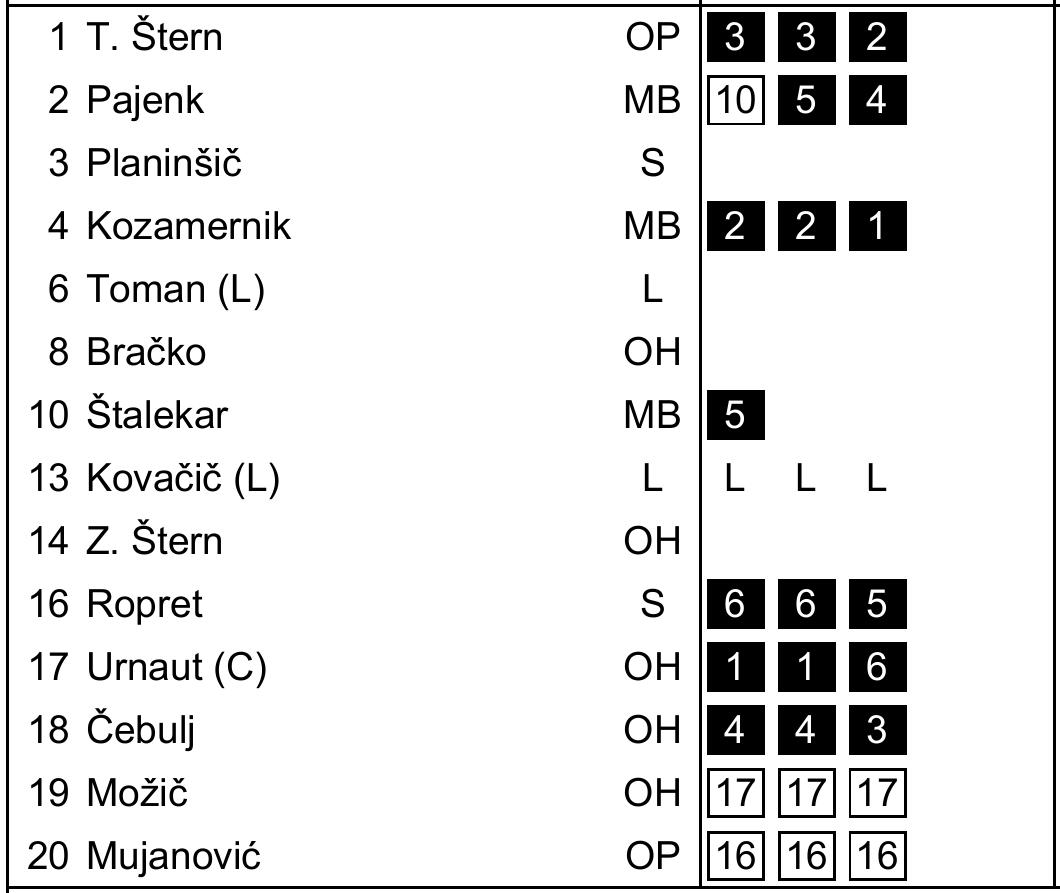 1 T. Štern OP 3 3 2
2 Pajenk MB 10 5 4
3 Planinšič S
4 Kozamernik MB 2 2 1
6 Toman (L) L
8 Bračko OH
10 Štalekar MB 5
13 Kovačič (L) L L L L
14 Z. Štern OH
16 Ropret S 6 6 5
17 Urnaut (C) OH 1 1 6
18 Čebulj OH 4 4 3
19 Možič OH 17 17 17
20 Mujanović OP 16 16 16